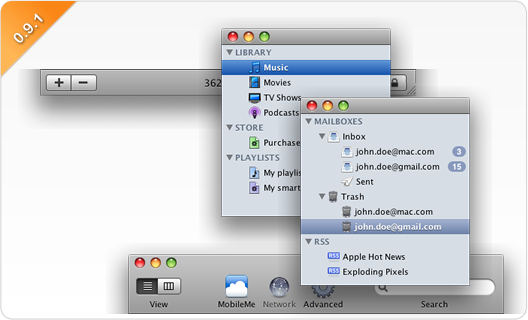 0.9.1
LIBRARY
Music
Movies
TV Shows
Podcasts
STORE
Purchase
PLAYLISTS
My playli
My smar
362
MAILBOXES
Inbox
john.doe@mac.com 3
john.doe@gmail.com 15
Sent
Trash
john.doe@mac.com
john.doe@gmail.com
RSS
RSS Apple Hot News
RSS Exploding Pixels
View
MobileMe
Network
Advanced
Search